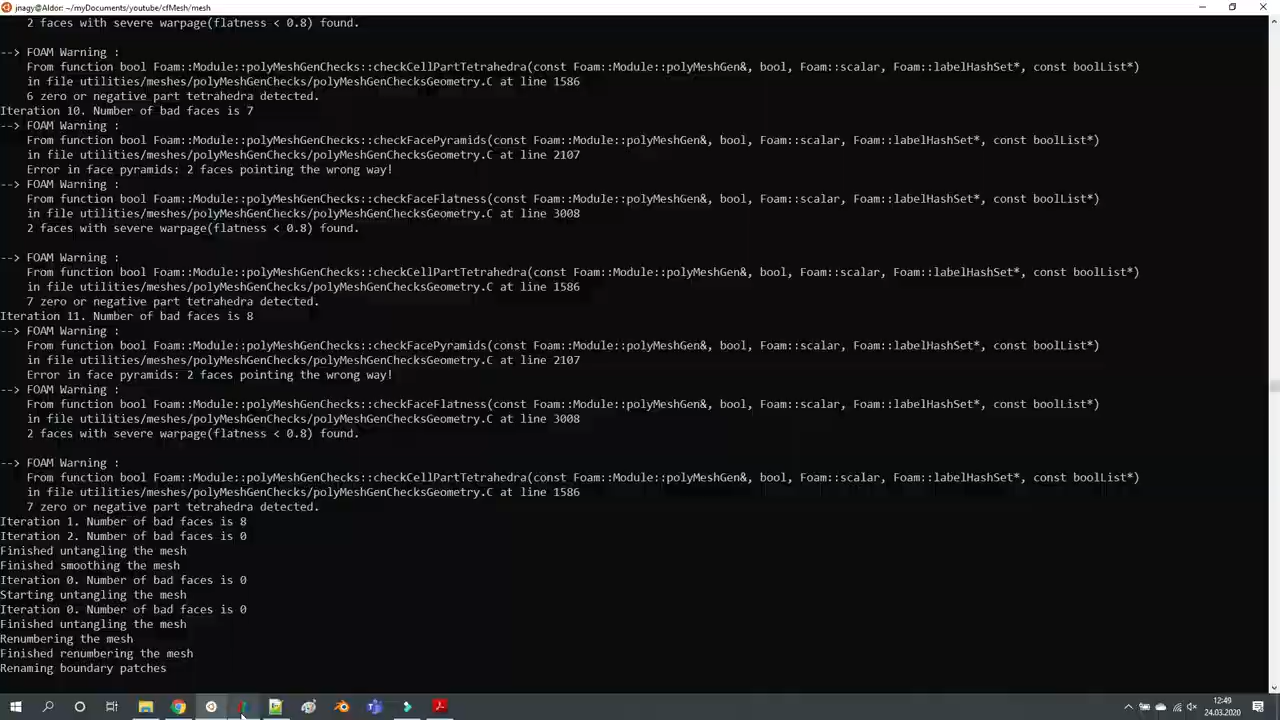 jnagy@Aldor: ~/myDocuments/youtube/cfMesh/mesh
2 faces with severe warpage(flatness < 0.8) found.
--> FOAM Warning :
From function bool Foam::Module::polyMeshGenChecks::checkCellPartTetrahedra(const Foam::Module::polyMeshGen&, bool, Foam::scalar, Foam::labelHashSet*, const boolList*)
in file utilities/meshes/polyMeshGenChecks/polyMeshGenChecksGeometry.C at line 1586
6 zero or negative part tetrahedra detected.
Iteration 10. Number of bad faces is 7
--> FOAM Warning :
From function bool Foam::Module::polyMeshGenChecks::checkFacePyramids(const Foam::Module::polyMeshGen&, bool, Foam::scalar, Foam::labelHashSet*, const boolList*)
in file utilities/meshes/polyMeshGenChecks/polyMeshGenChecksGeometry.C at line 2107
Error in face pyramids: 2 faces pointing the wrong way!
--> FOAM Warning :
From function bool Foam::Module::polyMeshGenChecks::checkFaceFlatness(const Foam::Module::polyMeshGen&, bool, Foam::scalar, Foam::labelHashSet*, const boolList*)
in file utilities/meshes/polyMeshGenChecks/polyMeshGenChecksGeometry.C at line 3008
2 faces with severe warpage(flatness < 0.8) found.
--> FOAM Warning :
From function bool Foam::Module::polyMeshGenChecks::checkCellPartTetrahedra(const Foam::Module::polyMeshGen&, bool, Foam::scalar, Foam::labelHashSet*, const boolList*)
in file utilities/meshes/polyMeshGenChecks/polyMeshGenChecksGeometry.C at line 1586
7 zero or negative part tetrahedra detected.
Iteration 11. Number of bad faces is 8
--> FOAM Warning :
From function bool Foam::Module::polyMeshGenChecks::checkFacePyramids(const Foam::Module::polyMeshGen&, bool, Foam::scalar, Foam::labelHashSet*, const boolList*)
in file utilities/meshes/polyMeshGenChecks/polyMeshGenChecksGeometry.C at line 2107
Error in face pyramids: 2 faces pointing the wrong way!
--> FOAM Warning :
From function bool Foam::Module::polyMeshGenChecks::checkFaceFlatness(const Foam::Module::polyMeshGen&, bool, Foam::scalar, Foam::labelHashSet*, const boolList*)
in file utilities/meshes/polyMeshGenChecks/polyMeshGenChecksGeometry.C at line 3008
2 faces with severe warpage(flatness < 0.8) found.
--> FOAM Warning :
From function bool Foam::Module::polyMeshGenChecks::checkCellPartTetrahedra(const Foam::Module::polyMeshGen&, bool, Foam::scalar, Foam::labelHashSet*, const boolList*)
in file utilities/meshes/polyMeshGenChecks/polyMeshGenChecksGeometry.C at line 1586
7 zero or negative part tetrahedra detected.
Iteration 1. Number of bad faces is 8
Iteration 2. Number of bad faces is 0
Finished untangling the mesh
Finished smoothing the mesh
Iteration 0. Number of bad faces is 0
Starting untangling the mesh
Iteration 0. Number of bad faces is 0
Finished untangling the mesh
Renumbering the mesh
Finished renumbering the mesh
Renaming boundary patches
12:49
24.03.2020